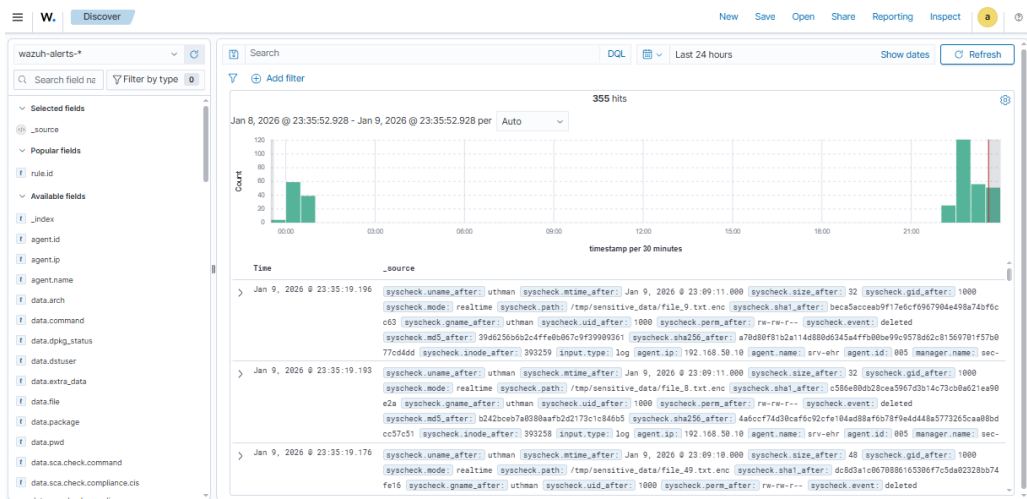 W. Discover New Save Open Share Reporting Inspect a
wazuh-alerts-*
Search DQL Last 24 hours Show dates Refresh
Search field na Filter by type 0
Add filter
Selected fields
_source
Popular fields
rule.id
Available fields
_index
agent.id
agent.ip
agent.name
data.arch
data.command
data.dpkg_status
data.dstuser
data.extra_data
data.file
data.package
data.pwd
data.sca.check.command
data.sca.check.compliance.cis
355 hits
Jan 8, 2026 @ 23:35:52.928 - Jan 9, 2026 @ 23:35:52.928 per Auto
Count
120
100
80
60
40
20
0
00:00 03:00 06:00 09:00 12:00 15:00 18:00 21:00
timestamp per 30 minutes
Time _source
Jan 9, 2026 @ 23:35:19.196 syscheck.uname_after: uthman syscheck.mtime_after: Jan 9, 2026 @ 23:09:11.000 syscheck.size_after: 32 syscheck.gid_after: 1000
syscheck.mode: realtime syscheck.path: /tmp/sensitive_data/file_9.txt.enc syscheck.sha1_after: beca5acceab9f17e6cf6967904e498a74bf6c
c63 syscheck.gname_after: uthman syscheck.uid_after: 1000 syscheck.perm_after: rw-rw-r-- syscheck.event: deleted
syscheck.md5_after: 39d6256b6b2c4ffe0b067c9f39909361 syscheck.sha256_after: a70d80f81b2a114d880d6345a4ffb00be99c9578d62c81569701f57b0
77cd4dd syscheck.inode_after: 393259 input.type: log agent.ip: 192.168.50.10 agent.name: srv-ehr agent.id: 005 manager.name: sec-
Jan 9, 2026 @ 23:35:19.193 syscheck.uname_after: uthman syscheck.mtime_after: Jan 9, 2026 @ 23:09:11.000 syscheck.size_after: 32 syscheck.gid_after: 1000
syscheck.mode: realtime syscheck.path: /tmp/sensitive_data/file_8.txt.enc syscheck.sha1_after: c586e80db28cea5967d3b14c73cb0a621ea90
e2a syscheck.gname_after: uthman syscheck.uid_after: 1000 syscheck.perm_after: rw-rw-r-- syscheck.event: deleted
syscheck.md5_after: b242bceb7a0380aafb2d2173c1c846b5 syscheck.sha256_after: 4a6ccf74d30caf6c92cfe104ad88af6b78f9e4d448a5773265caa08bd
cc57c51 syscheck.inode_after: 393258 input.type: log agent.ip: 192.168.50.10 agent.name: srv-ehr agent.id: 005 manager.name: sec-
Jan 9, 2026 @ 23:35:19.176 syscheck.uname_after: uthman syscheck.mtime_after: Jan 9, 2026 @ 23:09:10.000 syscheck.size_after: 48 syscheck.gid_after: 1000
syscheck.mode: realtime syscheck.path: /tmp/sensitive_data/file_49.txt.enc syscheck.sha1_after: dc8d3a1c0670886165306f7c5da02328bb74
fe16 syscheck.gname_after: uthman syscheck.uid_after: 1000 syscheck.perm_after: rw-rw-r-- syscheck.event: deleted